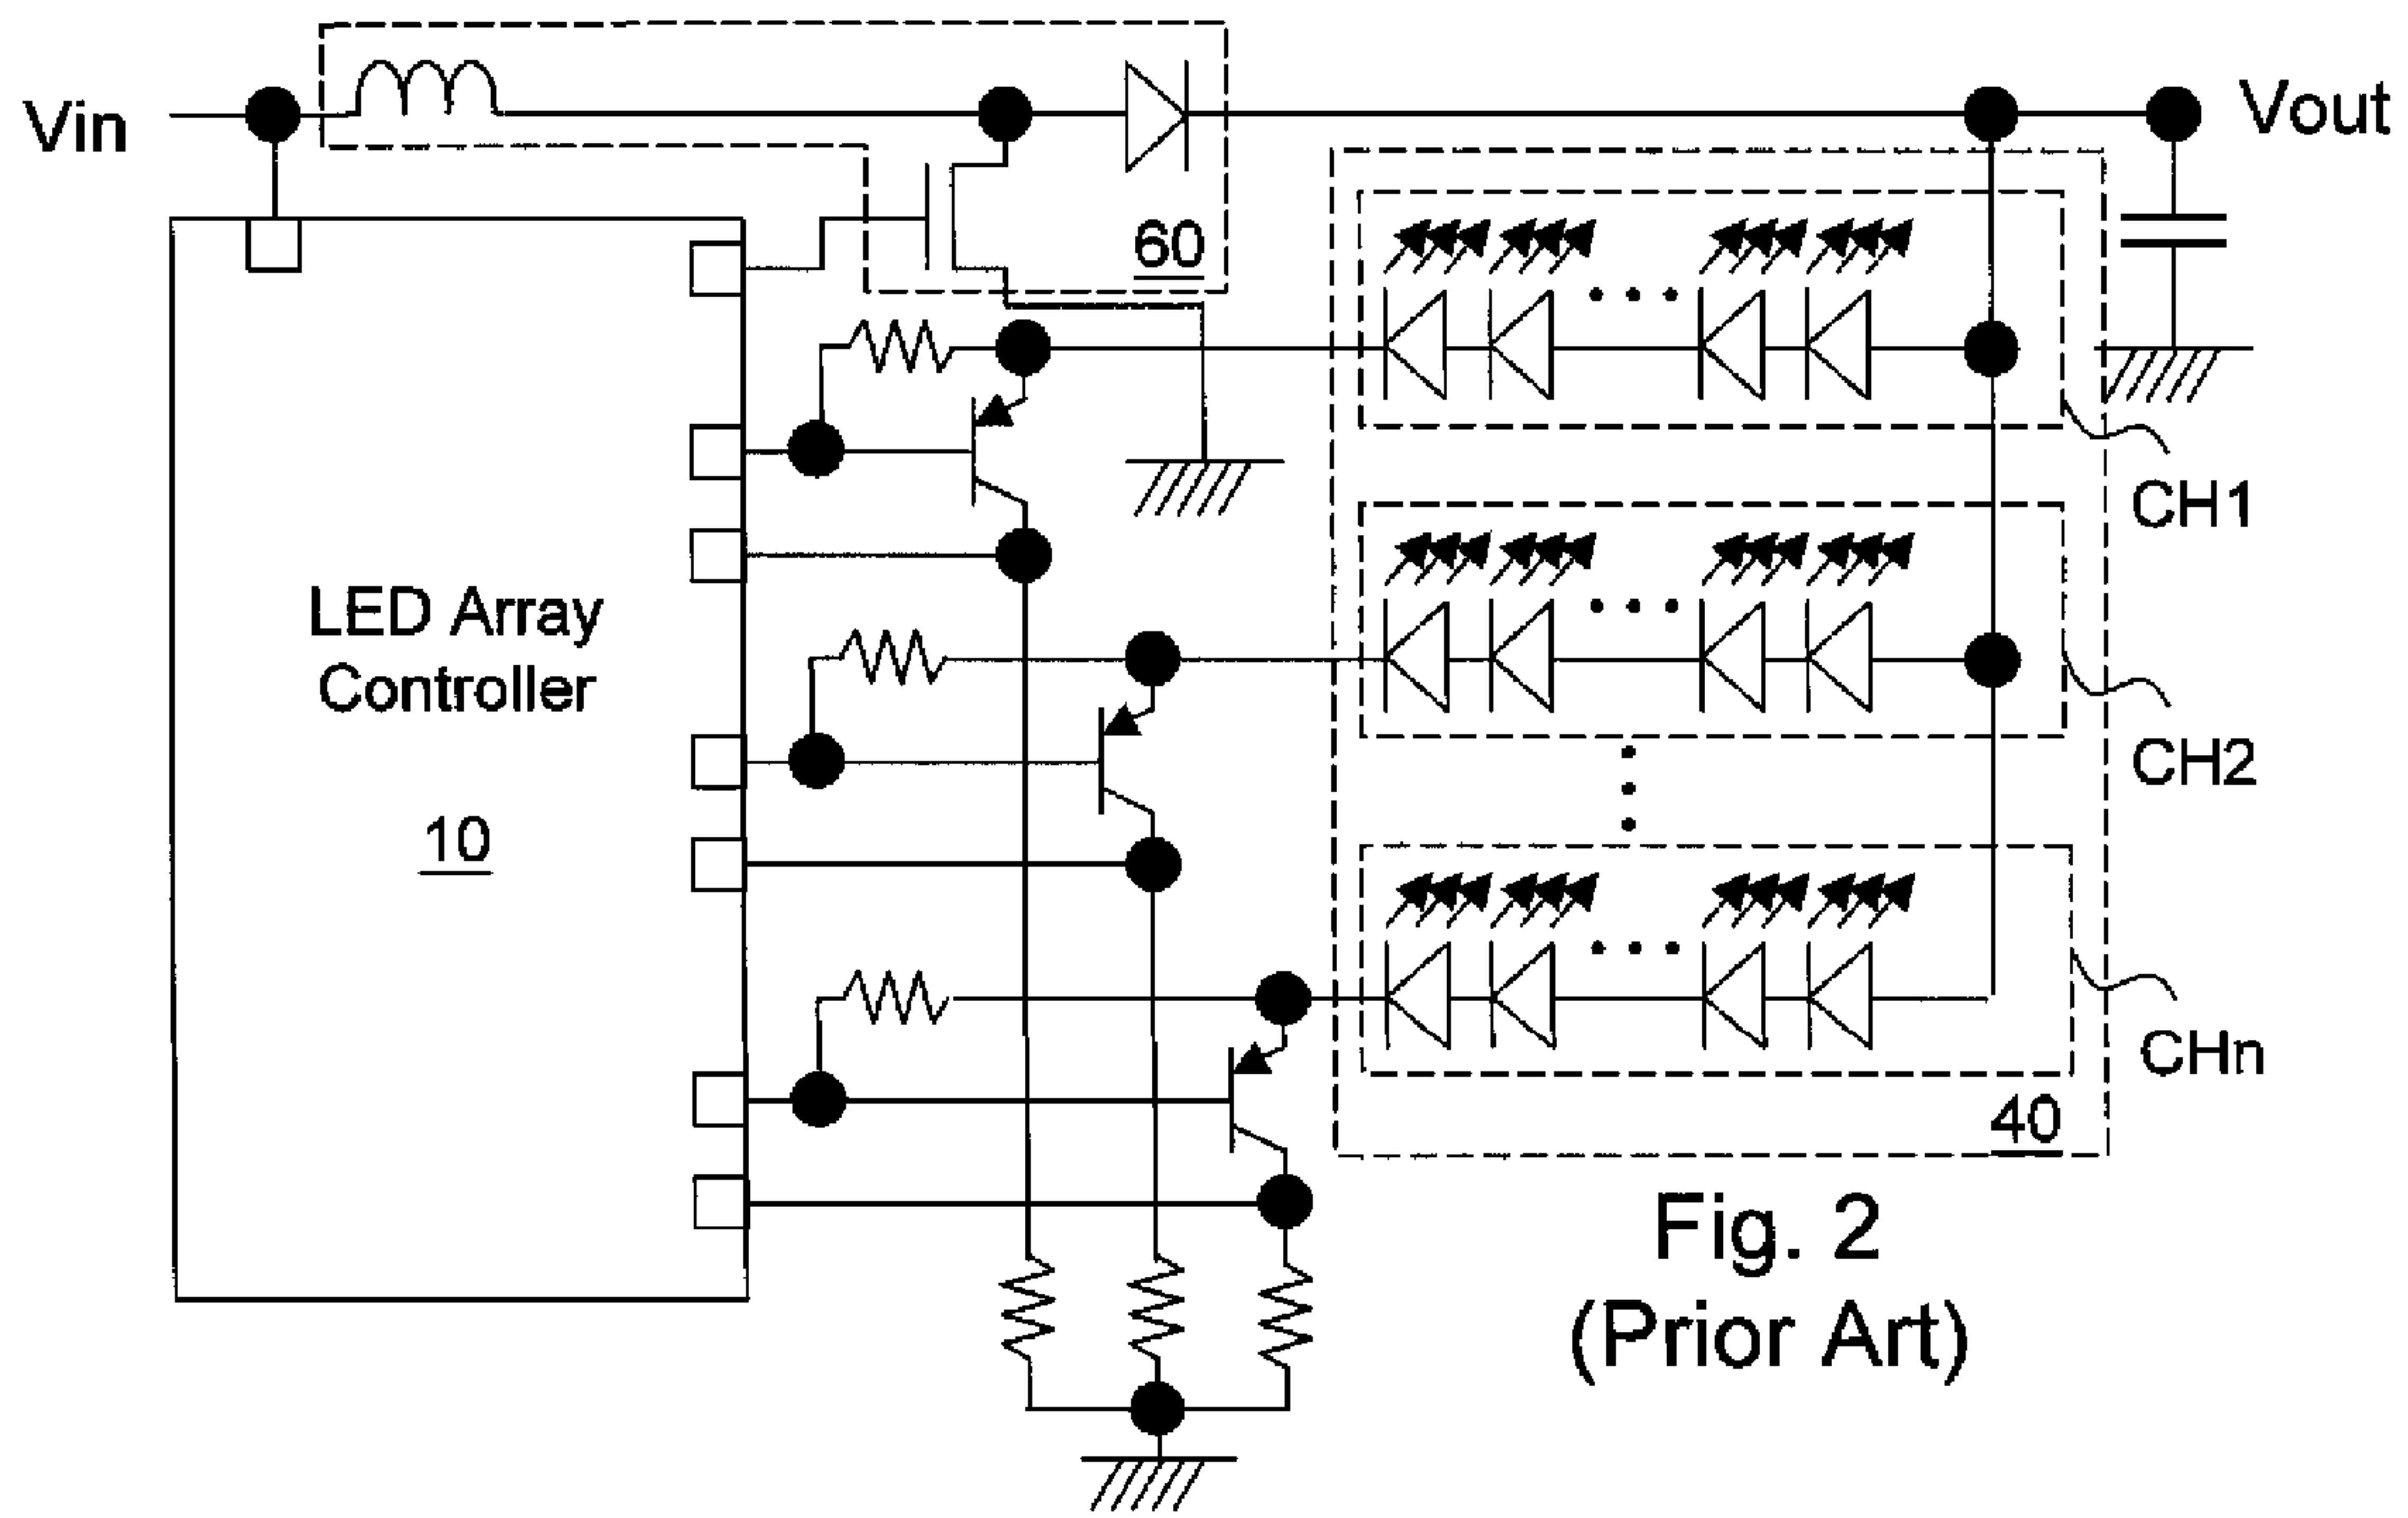 Vin
Vout
60
CH1
LED Array
Controller
10
CH2
CHn
40
Fig. 2
(Prior Art)